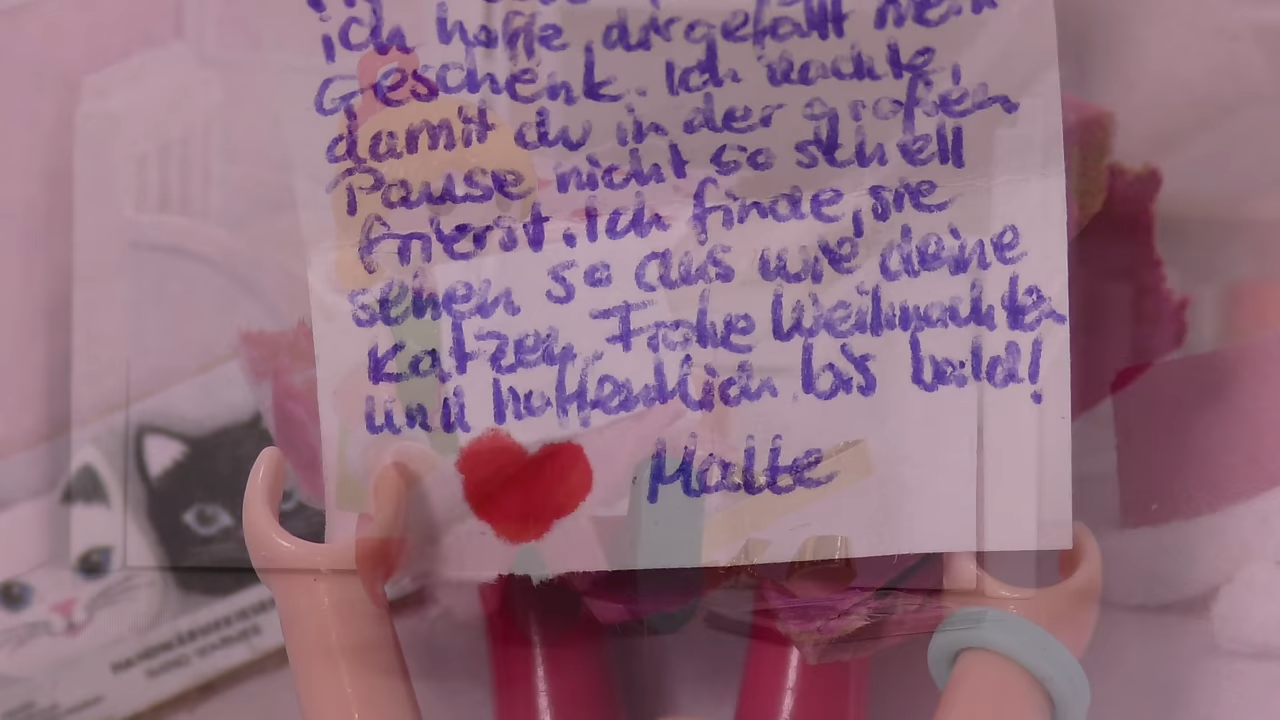 ich hoffe, dir gefällt mein
Geschenk. Ich dachte,
damit du in der großen
Pause nicht so schnell
frierst. Ich finde, sie
sehen so aus wie deine
Katzen. Frohe Weihnachten
und hoffentlich bis bald!
Malte
HANDWÄRMERKISSEN